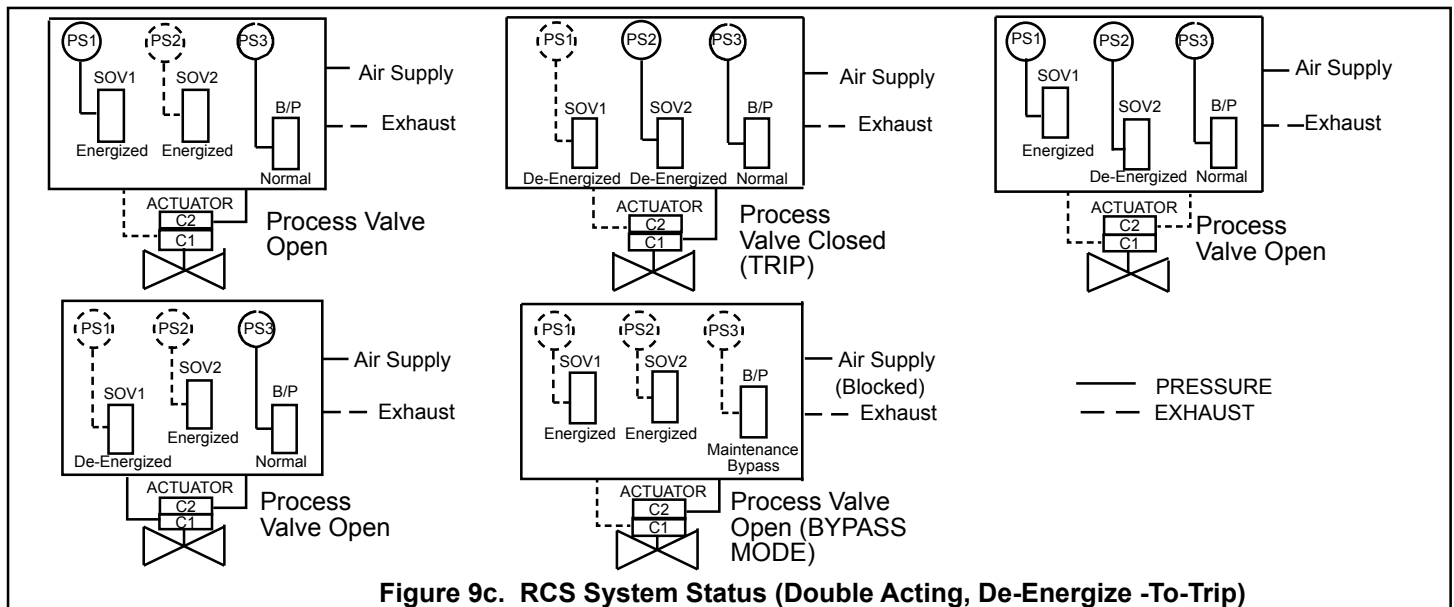 PS1 PS2 PS3
SOV1 SOV2 B/P
Energized Energized Normal
Air Supply
Exhaust
ACTUATOR
C2
C1
Process Valve
Open
PS1 PS2 PS3
SOV1 SOV2 B/P
De-Energized De-Energized Normal
Air Supply
Exhaust
ACTUATOR
C2
C1
Process
Valve Closed
(TRIP)
PS1 PS2 PS3
SOV1 SOV2 B/P
Energized De-Energized Normal
Air Supply
Exhaust
ACTUATOR
C2
C1
Process
Valve Open
PS1 PS2 PS3
SOV1 SOV2 B/P
De-Energized Energized Normal
Air Supply
Exhaust
ACTUATOR
C2
C1
Process
Valve Open
PS1 PS2 PS3
SOV1 SOV2 B/P
Energized Energized Maintenance
Bypass
Air Supply
(Blocked)
Exhaust
ACTUATOR
C2
C1
Process Valve
Open (BYPASS
MODE)
PRESSURE
EXHAUST
Figure 9c. RCS System Status (Double Acting, De-Energize -To-Trip)